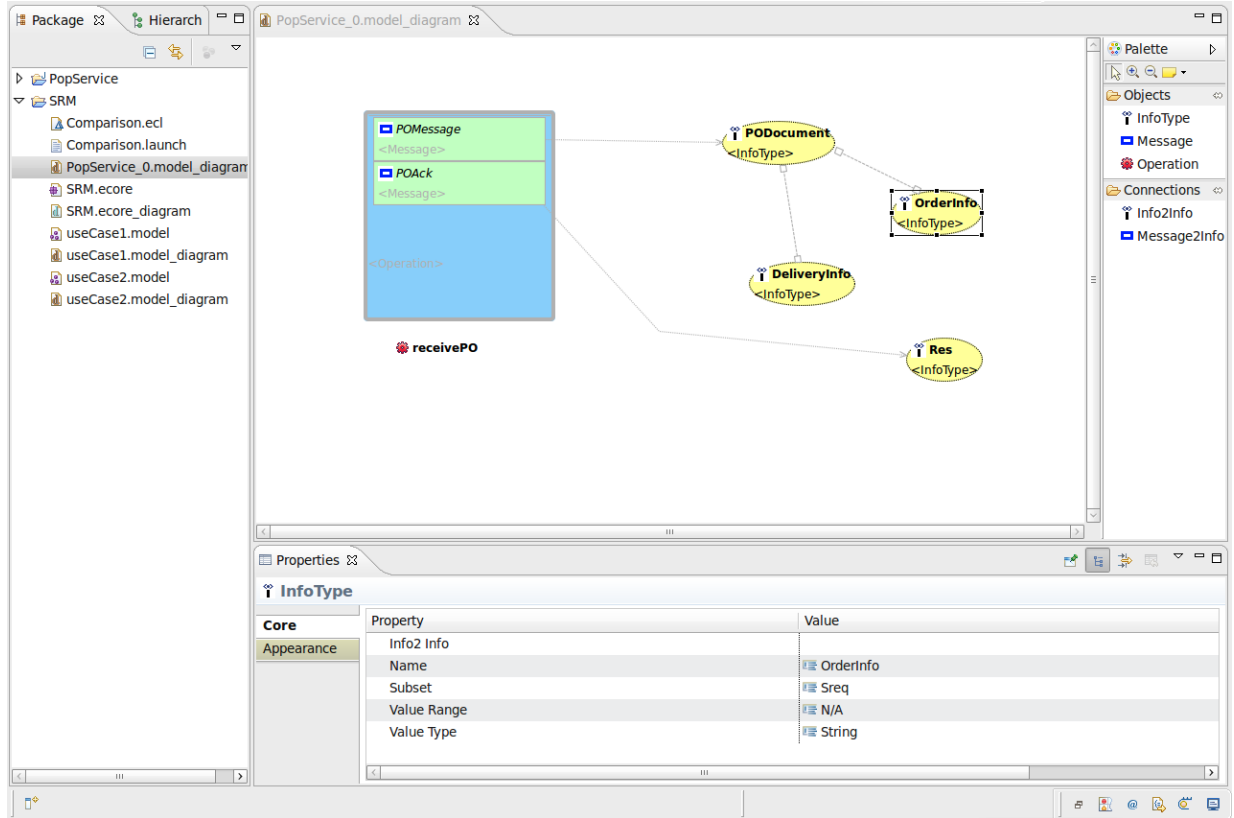 Package
Hierarch
PopService
SRM
Comparison.ecl
Comparison.launch
PopService_0.model_diagram
SRM.ecore
SRM.ecore_diagram
useCase1.model
useCase1.model_diagram
useCase2.model
useCase2.model_diagram
PopService_0.model_diagram
POMessage
<Message>
POAck
<Message>
<Operation>
receivePO
PODocument
<InfoType>
OrderInfo
<InfoType>
DeliveryInfo
<InfoType>
Res
<InfoType>
Palette
Objects
InfoType
Message
Operation
Connections
Info2Info
Message2Info
Properties
InfoType
Core
Appearance
Property Value
Info2 Info
Name OrderInfo
Subset Sreq
Value Range N/A
Value Type String